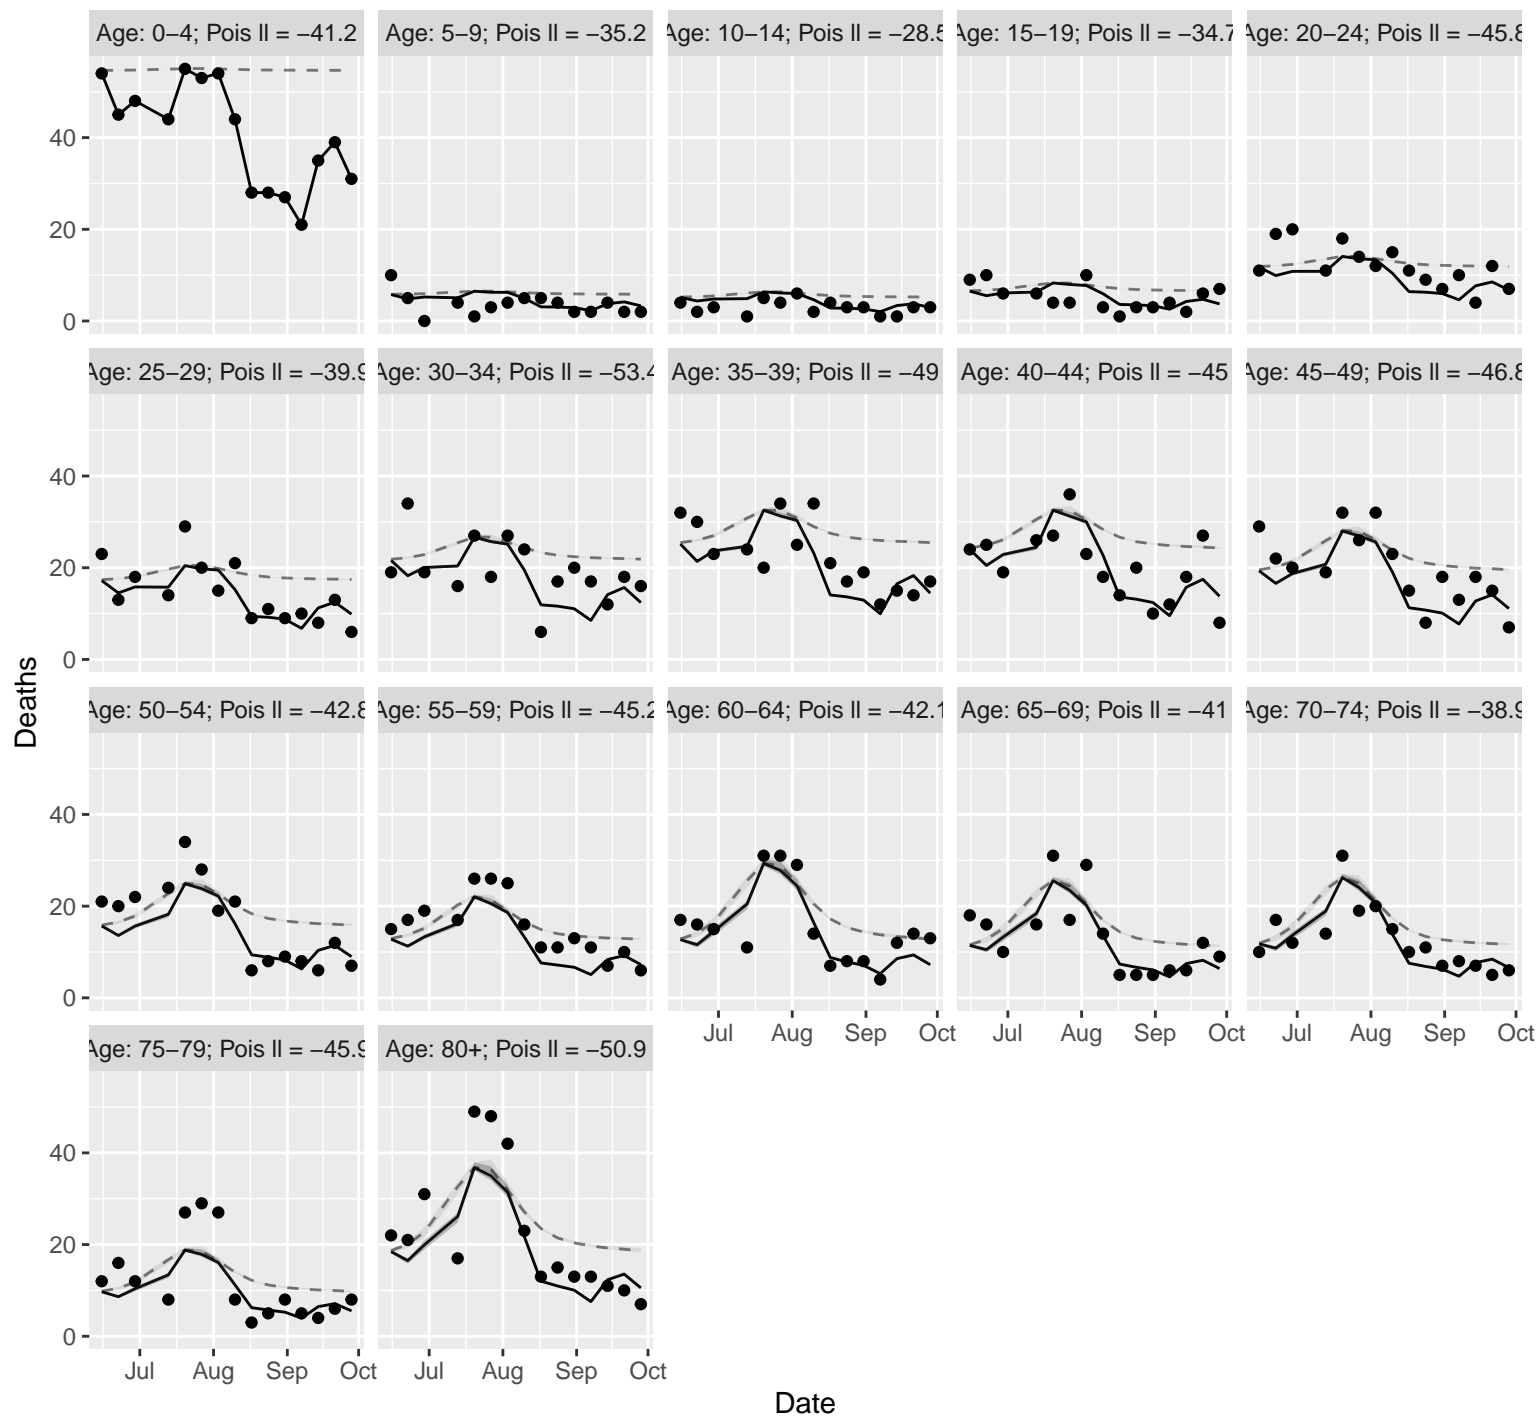 Age: 0−4; Pois ll = −41.2
Age: 5−9; Pois ll = −35.2
Age: 10−14; Pois ll = −28.5
Age: 15−19; Pois ll = −34.7
Age: 20−24; Pois ll = −45.8
40
20
0
Age: 25−29; Pois ll = −39.9
Age: 30−34; Pois ll = −53.4
Age: 35−39; Pois ll = −49
Age: 40−44; Pois ll = −45
Age: 45−49; Pois ll = −46.8
40
20
0
Deaths
Age: 50−54; Pois ll = −42.8
Age: 55−59; Pois ll = −45.2
Age: 60−64; Pois ll = −42.1
Age: 65−69; Pois ll = −41
Age: 70−74; Pois ll = −38.9
40
20
0
Jul Aug Sep Oct
Jul Aug Sep Oct
Jul Aug Sep Oct
Age: 75−79; Pois ll = −45.9
Age: 80+; Pois ll = −50.9
40
20
0
Jul Aug Sep Oct
Jul Aug Sep Oct
Date